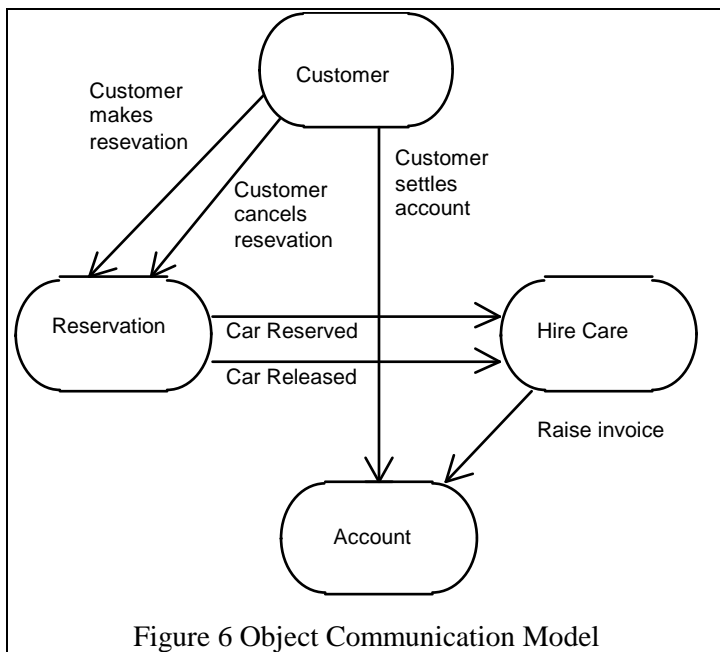 Customer
Customer
makes
resevation
Customer
cancels
resevation
Customer
settles
account
Reservation
Car Reserved
Car Released
Hire Care
Raise invoice
Account
Figure 6 Object Communication Model